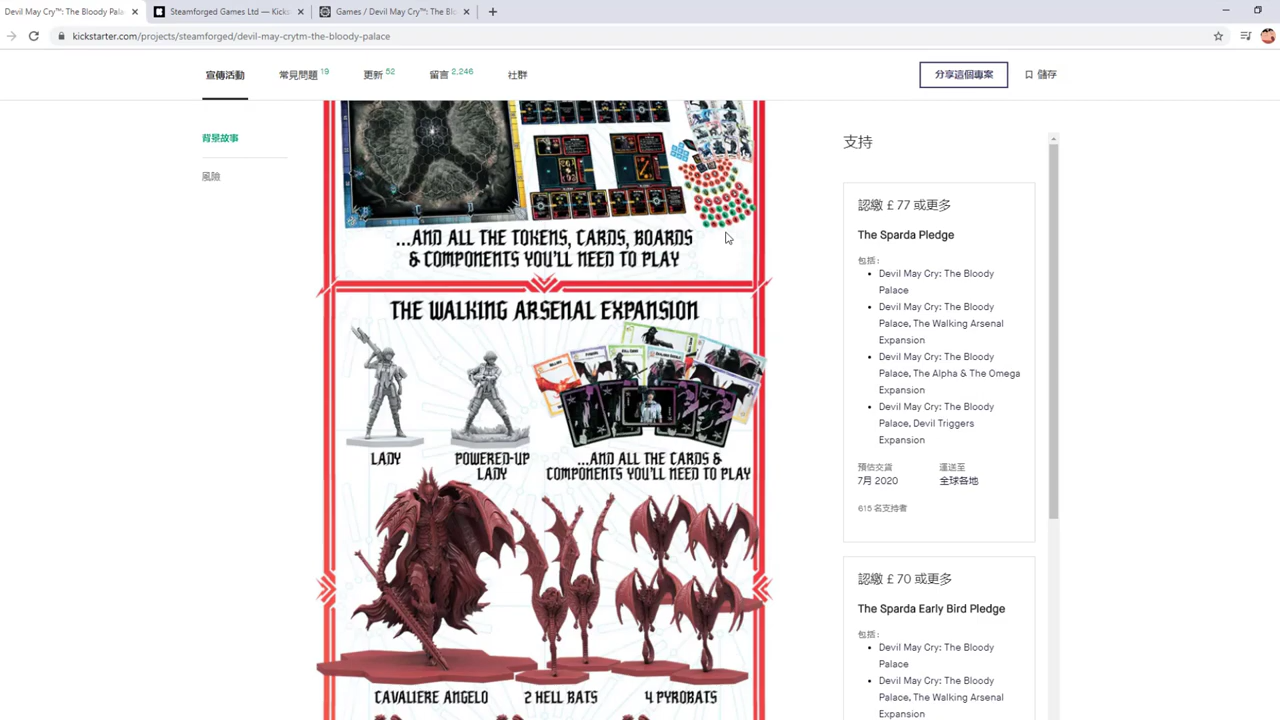 Devil May Cry™: The Bloody Pala
Steamforged Games Ltd — Kicks
Games / Devil May Cry™: The Blo
kickstarter.com/projects/steamforged/devil-may-crytm-the-bloody-palace
宣傳活動
常見問題 19
更新 52
留言 2,246
社群
分享這個專案
儲存
背景故事
風險
...AND ALL THE TOKENS, CARDS, BOARDS
& COMPONENTS YOU'LL NEED TO PLAY
THE WALKING ARSENAL EXPANSION
LADY
POWERED-UP
LADY
...AND ALL THE CARDS &
COMPONENTS YOU'LL NEED TO PLAY
CAVALIERE ANGELO
2 HELL BATS
4 PYROBATS
支持
認繳 £ 77 或更多
The Sparda Pledge
包括:
• Devil May Cry: The Bloody
Palace
• Devil May Cry: The Bloody
Palace, The Walking Arsenal
Expansion
• Devil May Cry: The Bloody
Palace, The Alpha & The Omega
Expansion
• Devil May Cry: The Bloody
Palace, Devil Triggers
Expansion
預估交貨
7月 2020
運送至
全球各地
615 名支持者
認繳 £ 70 或更多
The Sparda Early Bird Pledge
包括:
• Devil May Cry: The Bloody
Palace
• Devil May Cry: The Bloody
Palace, The Walking Arsenal
Expansion